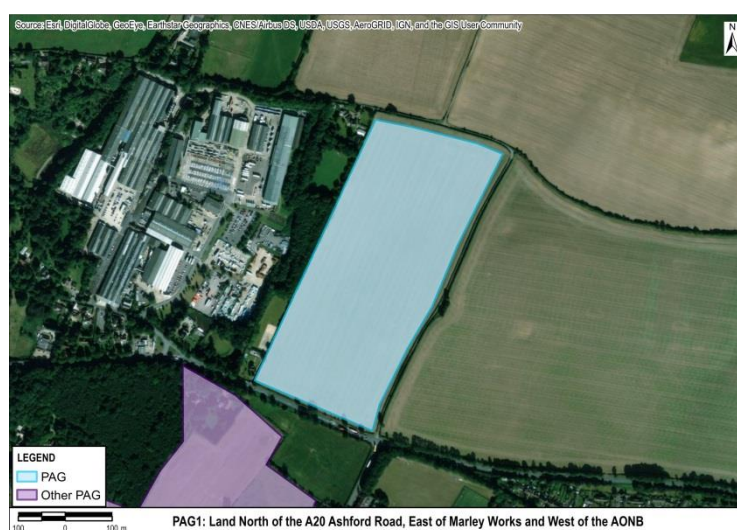 Source: Esri, DigitalGlobe, GeoEye, Earthstar Geographics, CNES/Airbus DS, USDA, USGS, AeroGRID, IGN, and the GIS User Community
N
LEGEND
PAG
Other PAG
100 0 100 m
PAG1: Land North of the A20 Ashford Road, East of Marley Works and West of the AONB